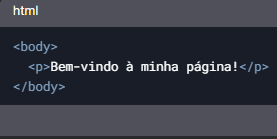 html
<body>
<p>Bem-vindo à minha página!</p>
</body>